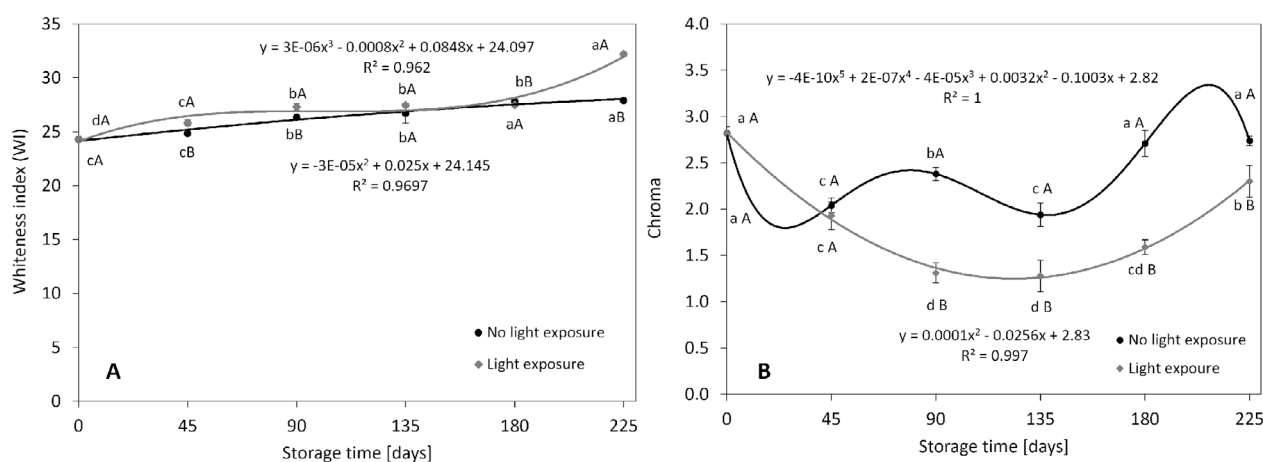 35
30
25
20
15
10
5
0
Whiteness index (WI)
y = 3E-06x³ - 0.0008x² + 0.0848x + 24.097
R² = 0.962
aA
dA
cA
bA
bA
bB
cA
cB
bB
bA
aA
aB
y = -3E-05x² + 0.025x + 24.145
R² = 0.9697
No light exposure
Light exposure
A
0 45 90 135 180 225
Storage time [days]
4.0
3.5
3.0
2.5
2.0
1.5
1.0
0.5
0.0
Chroma
y = -4E-10x⁵ + 2E-07x⁴ - 4E-05x³ + 0.0032x² - 0.1003x + 2.82
R² = 1
a A
c A
bA
c A
a A
a A
a A
c A
d B
d B
cd B
b B
y = 0.0001x² - 0.0256x + 2.83
R² = 0.997
No light exposure
Light expoure
B
0 45 90 135 180 225
Storage time [days]